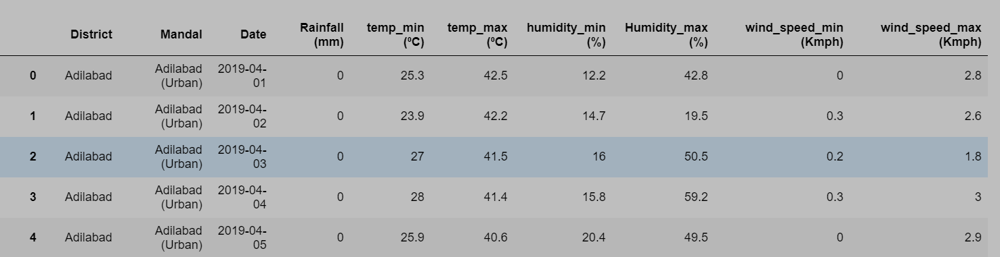 District Mandal Date Rainfall (mm) temp_min (ºC) temp_max (ºC) humidity_min (%) Humidity_max (%) wind_speed_min (Kmph) wind_speed_max (Kmph)
0 Adilabad Adilabad (Urban) 2019-04-01 0 25.3 42.5 12.2 42.8 0 2.8
1 Adilabad Adilabad (Urban) 2019-04-02 0 23.9 42.2 14.7 19.5 0.3 2.6
2 Adilabad Adilabad (Urban) 2019-04-03 0 27 41.5 16 50.5 0.2 1.8
3 Adilabad Adilabad (Urban) 2019-04-04 0 28 41.4 15.8 59.2 0.3 3
4 Adilabad Adilabad (Urban) 2019-04-05 0 25.9 40.6 20.4 49.5 0 2.9